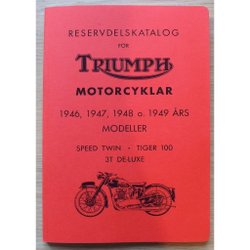 RESERVDELSKATALOG
FÖR
TRIUMPH
MOTORCYKLAR
1946, 1947, 1948 o. 1949 ÅRS
MODELLER
SPEED TWIN • TIGER 100
3T DE-LUXE